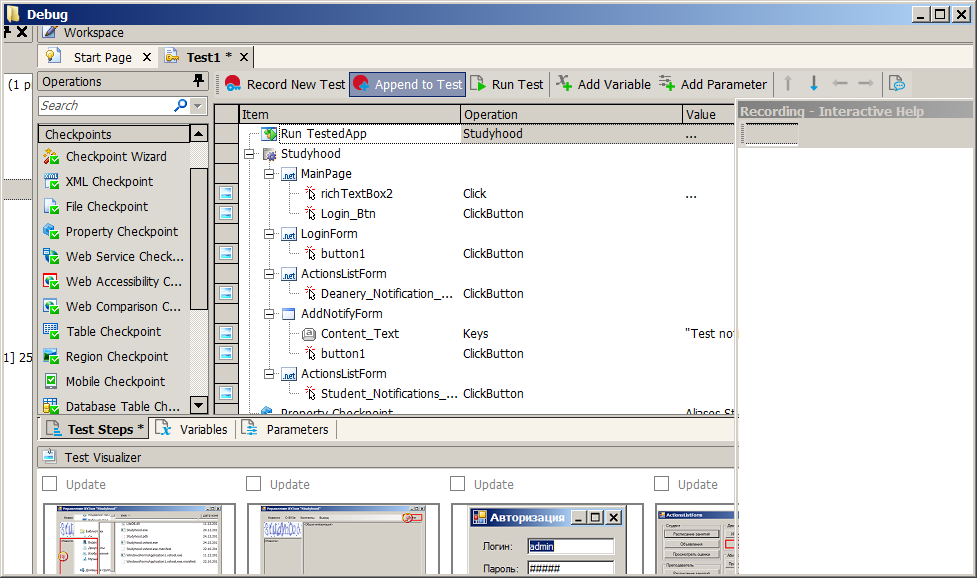 Debug
Workspace
Start Page
Test1 *
(1 p
Operations
Record New Test
Append to Test
Run Test
Add Variable
Add Parameter
Search
Item
Operation
Value
Recording - Interactive Help
Checkpoints
Run TestedApp
Studyhood
...
Checkpoint Wizard
Studyhood
XML Checkpoint
.net MainPage
File Checkpoint
richTextBox2
Click
...
Property Checkpoint
Login_Btn
ClickButton
.net LoginForm
Web Service Check...
button1
ClickButton
Web Accessibility C...
.net ActionsListForm
Web Comparison C...
Deanery_Notification_...
ClickButton
AddNotifyForm
Table Checkpoint
Content_Text
Keys
"Test no
1] 25
Region Checkpoint
button1
ClickButton
Mobile Checkpoint
.net ActionsListForm
Database Table Ch...
Student_Notifications_...
ClickButton
Property Checkpoint
Aliases St
Test Steps *
Variables
Parameters
Test Visualizer
Update
Update
Update
Update
Авторизация
ActionsListForm
Логин:
admin
Пароль:
#####